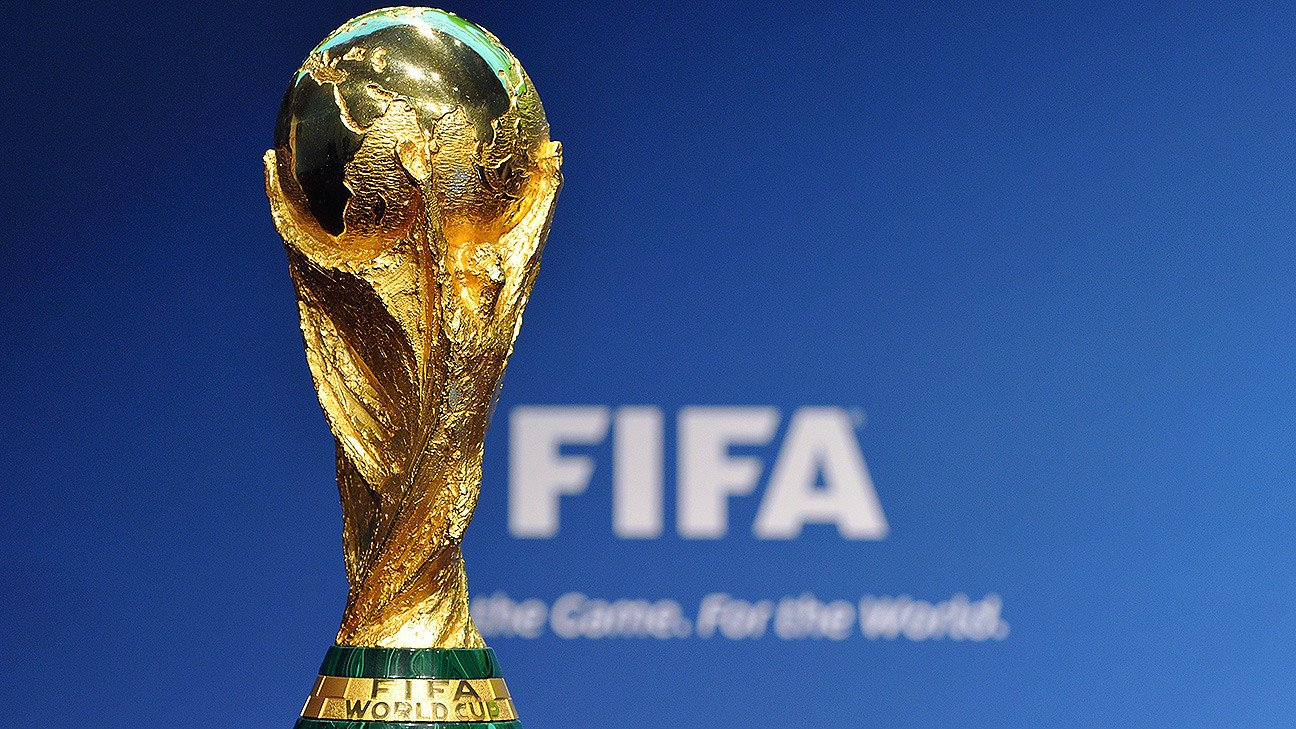 FIFA
the Game. For the World.
FIFA
WORLD CUP